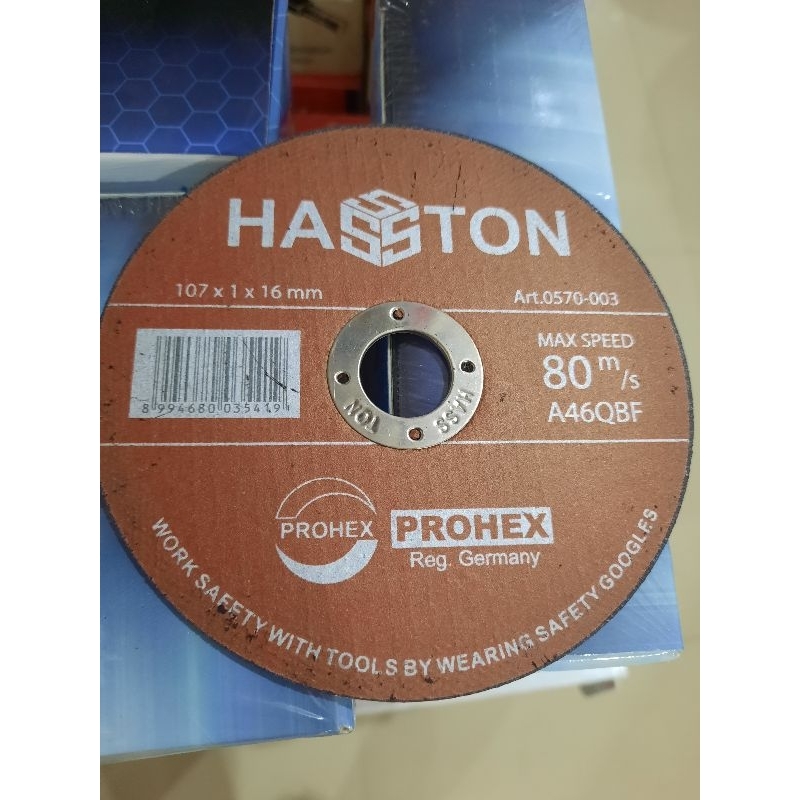 HASSTON
107 x 1 x 16 mm
Art.0570-003
MAX SPEED
80 m/s
A46QBF
8 994680 035419
HASS
TON
PROHEX
PROHEX
Reg. Germany
WORK SAFETY WITH TOOLS BY WEARING SAFETY GOOGLES.